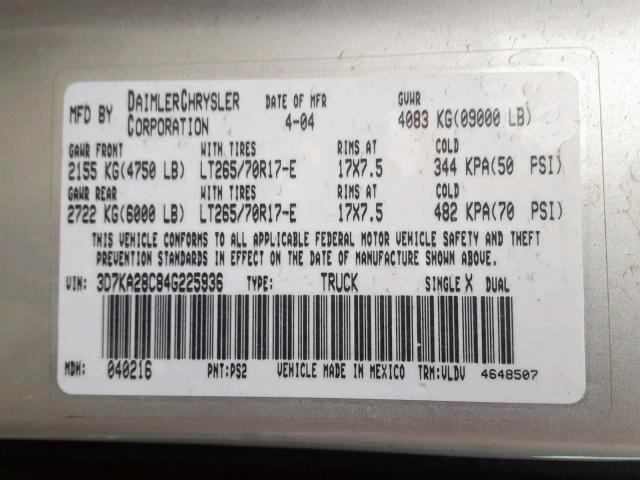 MFD BY DAIMLERCHRYSLER CORPORATION DATE OF MFR 4-04 GVWR 4083 KG(09000 LB)
GAWR FRONT WITH TIRES RIMS AT COLD
2155 KG(4750 LB) LT265/70R17-E 17X7.5 344 KPA(50 PSI)
GAWR REAR WITH TIRES RIMS AT COLD
2722 KG(6000 LB) LT265/70R17-E 17X7.5 482 KPA(70 PSI)
THIS VEHICLE CONFORMS TO ALL APPLICABLE FEDERAL MOTOR VEHICLE SAFETY AND THEFT
PREVENTION STANDARDS IN EFFECT ON THE DATE OF MANUFACTURE SHOWN ABOVE.
VIN: 3D7KA28C84G225936 TYPE: TRUCK SINGLE X DUAL
MDH: 040216 PNT:PS2 VEHICLE MADE IN MEXICO TRM:VLDV 4648507